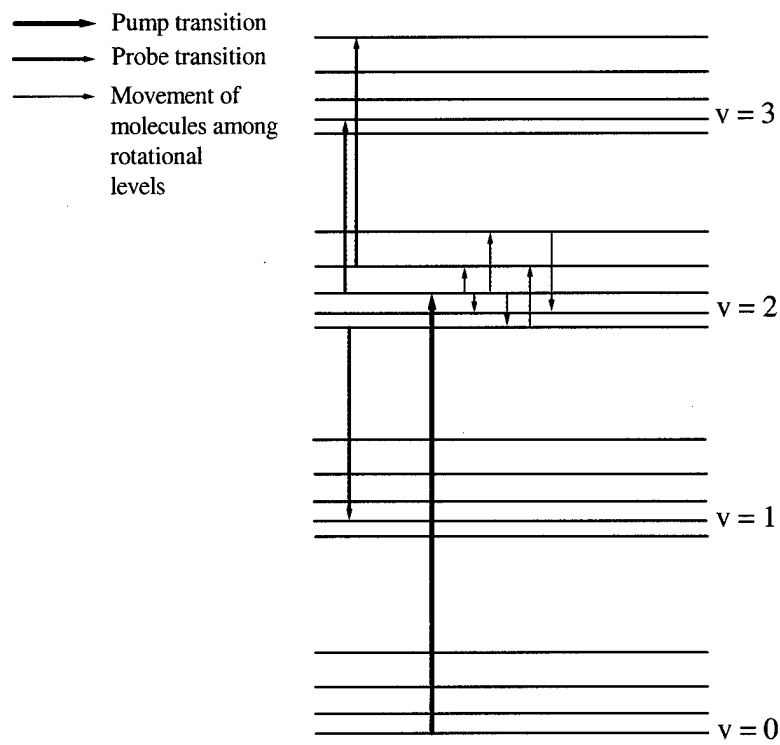 Pump transition
Probe transition
Movement of
molecules among
rotational
levels
v = 3
v = 2
v = 1
v = 0